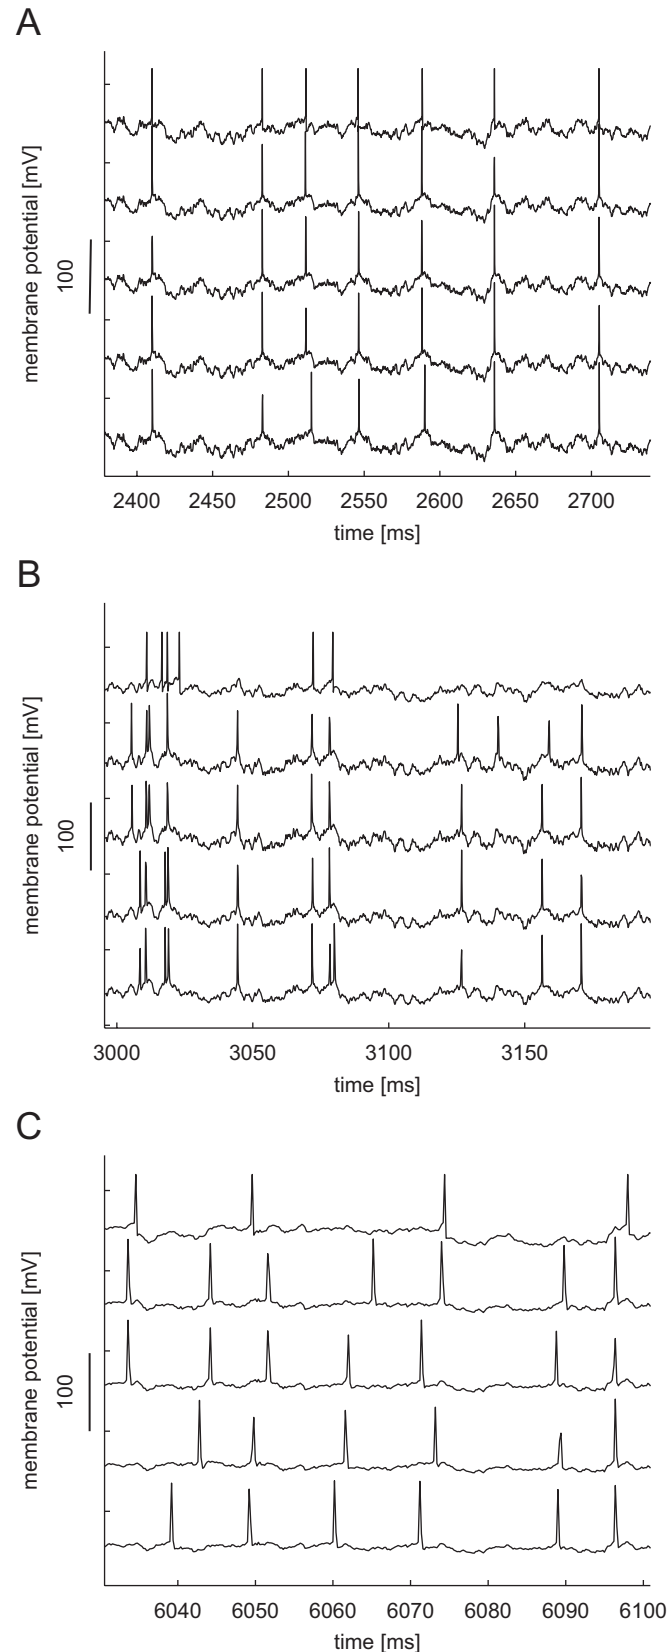 A
membrane potential [mV]
100
2400 2450 2500 2550 2600 2650 2700
time [ms]
B
membrane potential [mV]
100
3000 3050 3100 3150
time [ms]
C
membrane potential [mV]
100
6040 6050 6060 6070 6080 6090 6100
time [ms]